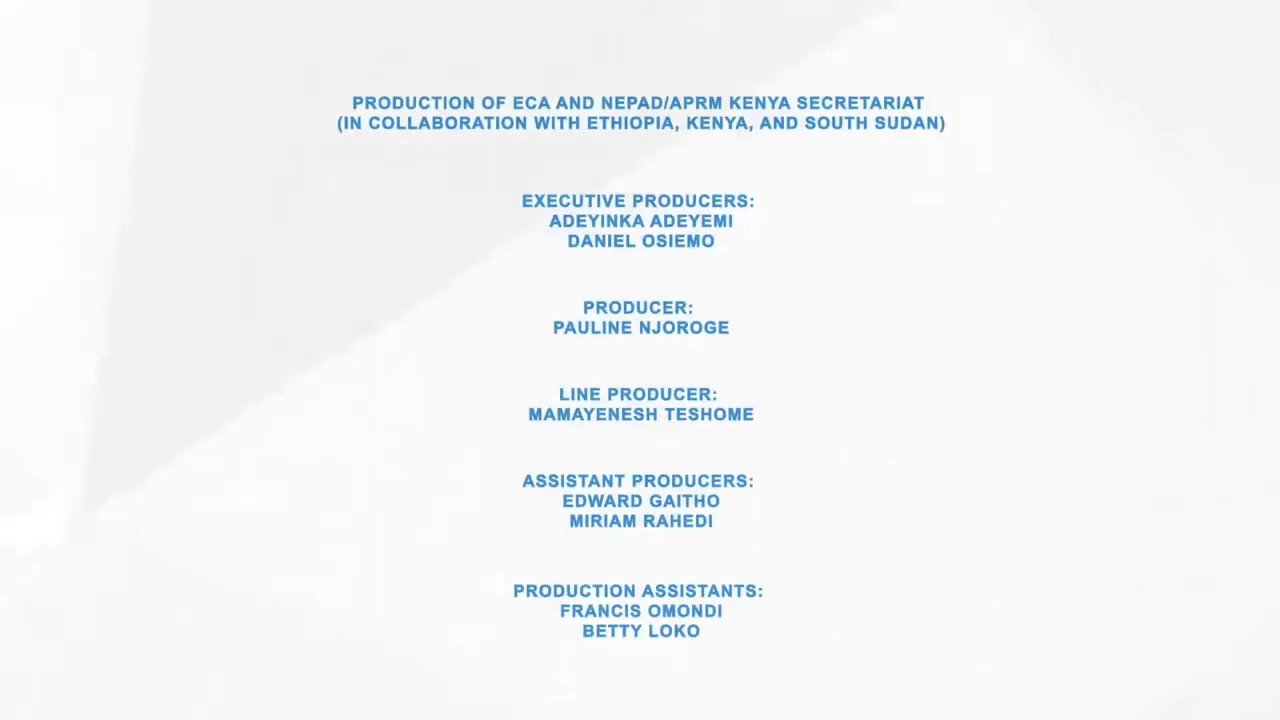 PRODUCTION OF ECA AND NEPAD/APRM KENYA SECRETARIAT
(IN COLLABORATION WITH ETHIOPIA, KENYA, AND SOUTH SUDAN)
EXECUTIVE PRODUCERS:
ADEYINKA ADEYEMI
DANIEL OSIEMO
PRODUCER:
PAULINE NJOROGE
LINE PRODUCER:
MAMAYENESH TESHOME
ASSISTANT PRODUCERS:
EDWARD GAITHO
MIRIAM RAHEDI
PRODUCTION ASSISTANTS:
FRANCIS OMONDI
BETTY LOKO